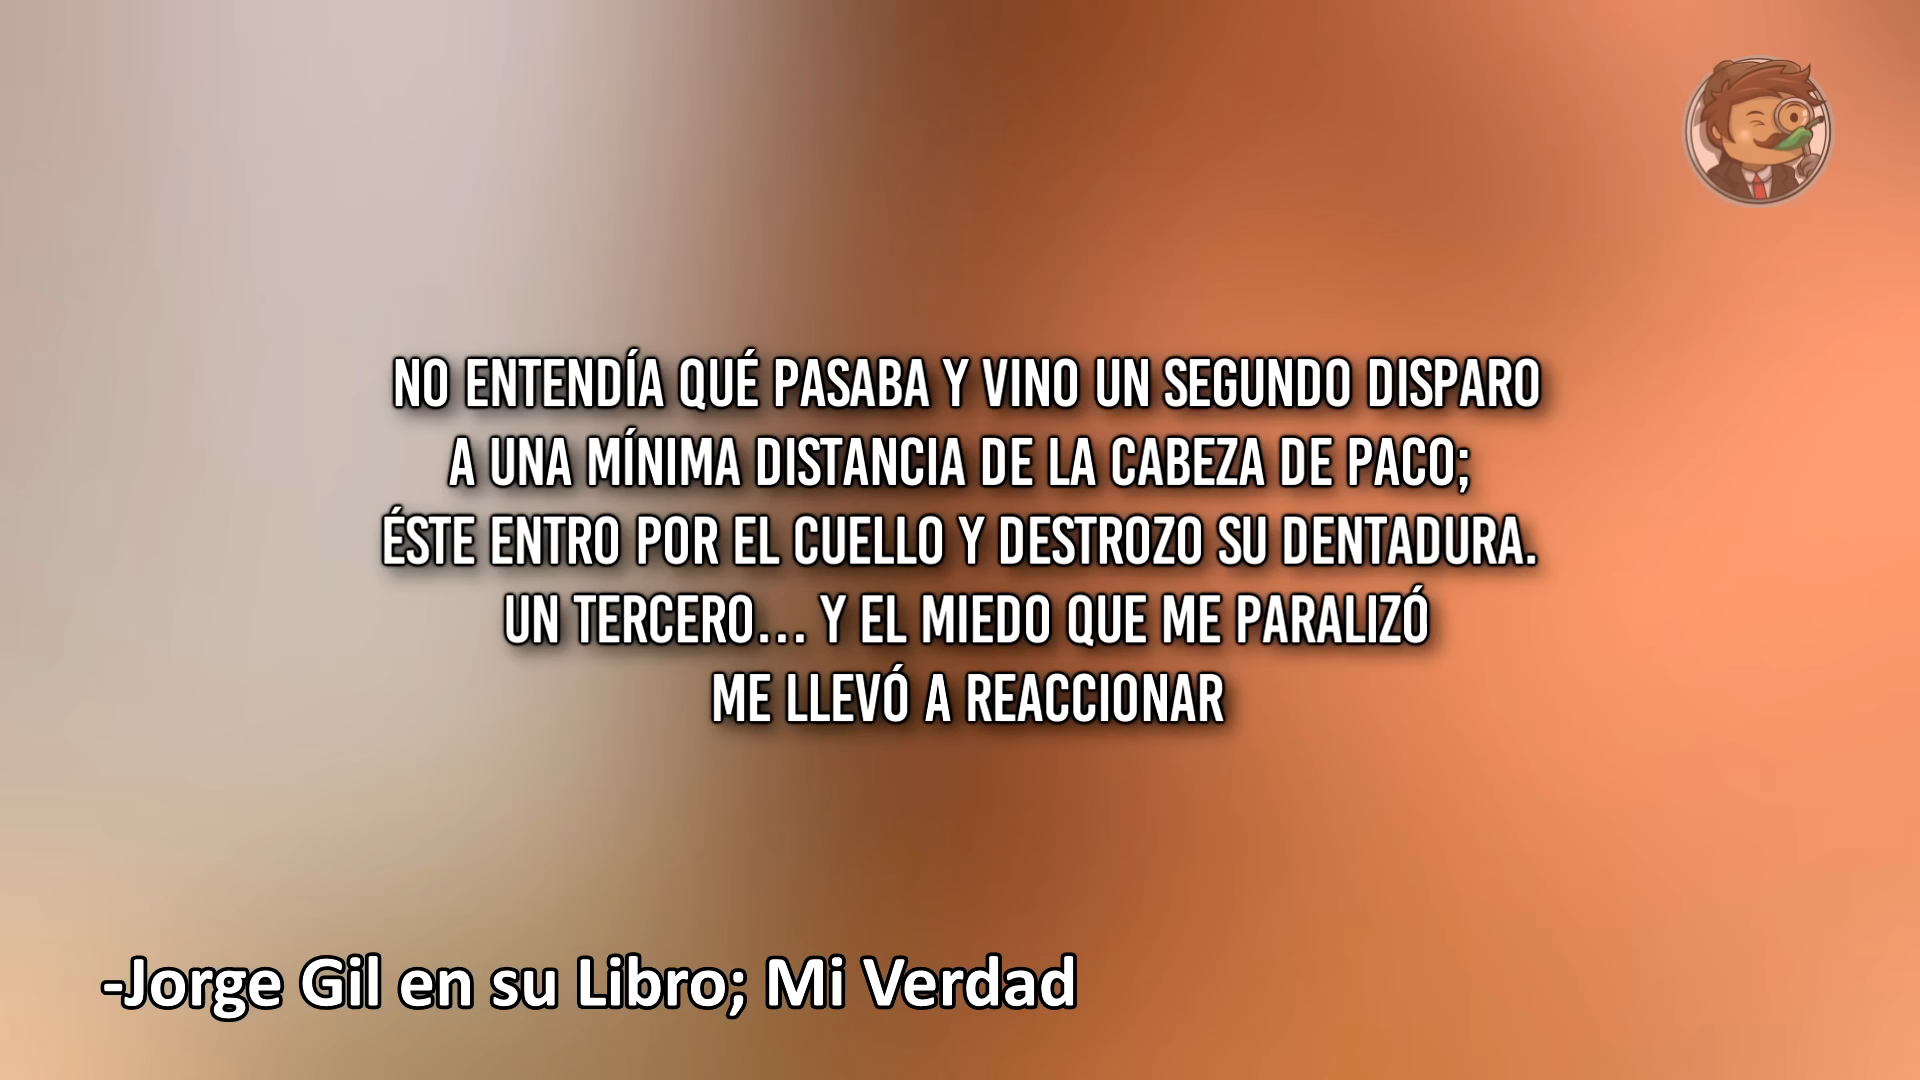 NO ENTENDÍA QUÉ PASABA Y VINO UN SEGUNDO DISPARO
A UNA MÍNIMA DISTANCIA DE LA CABEZA DE PACO;
ÉSTE ENTRO POR EL CUELLO Y DESTROZO SU DENTADURA.
UN TERCERO... Y EL MIEDO QUE ME PARALIZÓ
ME LLEVÓ A REACCIONAR
-Jorge Gil en su Libro; Mi Verdad